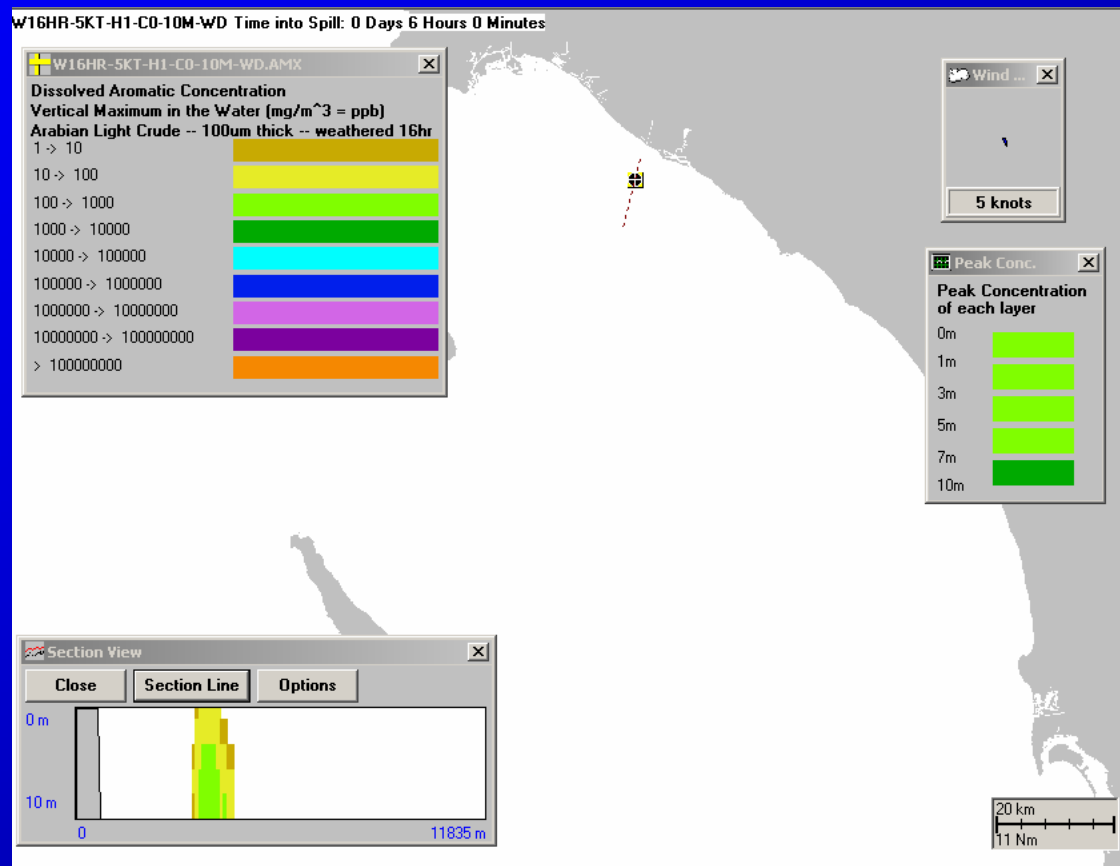 W16HR-5KT-H1-C0-10M-WD Time into Spill: 0 Days 6 Hours 0 Minutes
W16HR-5KT-H1-C0-10M-WD.AMX
Dissolved Aromatic Concentration
Vertical Maximum in the Water (mg/m^3 = ppb)
Arabian Light Crude -- 100um thick -- weathered 16hr
1 -> 10
10 -> 100
100 -> 1000
1000 -> 10000
10000 -> 100000
100000 -> 1000000
1000000 -> 10000000
10000000 -> 100000000
> 100000000
Wind ...
5 knots
Peak Conc.
Peak Concentration
of each layer
0m
1m
3m
5m
7m
10m
Section View
Close Section Line Options
0 m
10 m
0 11835 m
20 km
11 Nm